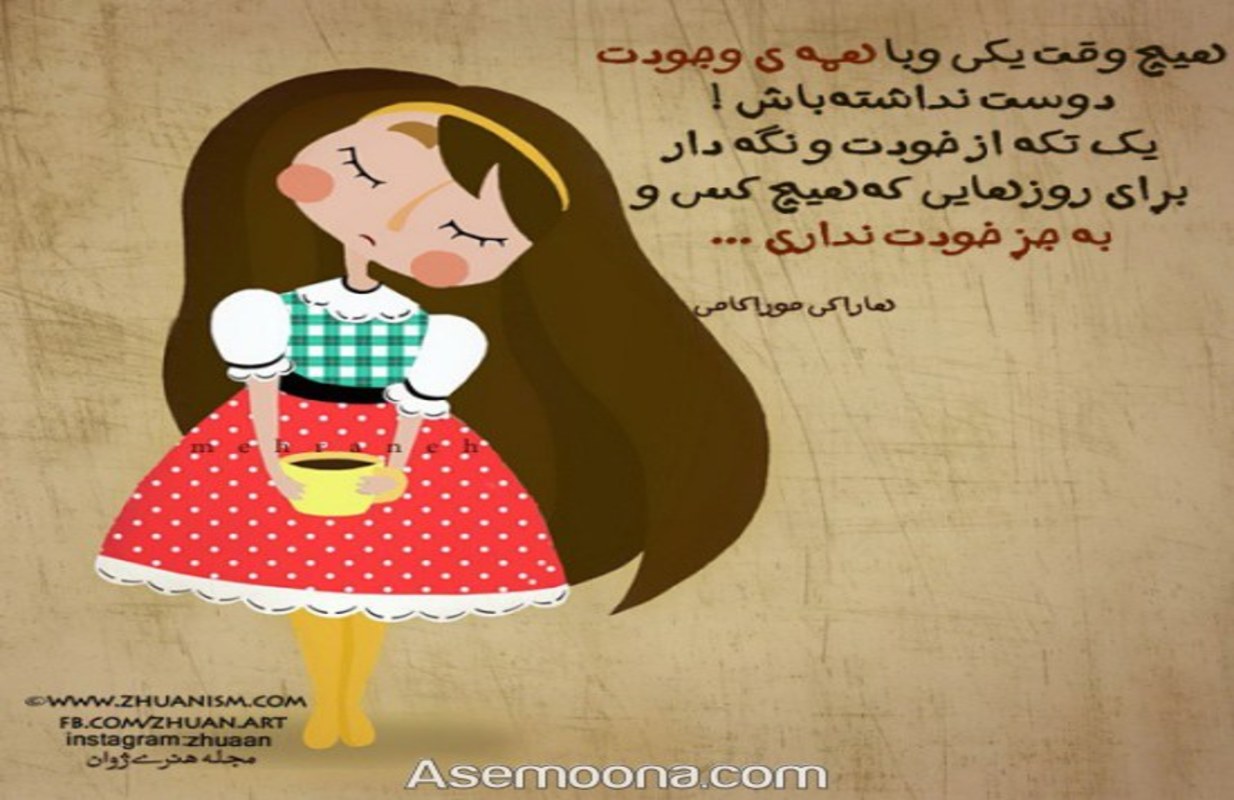 هیچ وقت یکی و با همه ی وجودت
دوست نداشته باش !
یک تکه از خودت و نگه دار
برای روزهایی که هیچ کس و
به جز خودت نداری ...
هاراکی موراکامی
mehraneh
©WWW.ZHUANISM.COM
FB.COM/ZHUAN.ART
instagram:zhuaan
مجله هنری ژوان
Asemoona.com